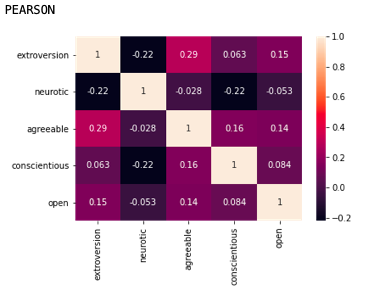 PEARSON
extroversion 1 -0.22 0.29 0.063 0.15
neurotic -0.22 1 -0.028 -0.22 -0.053
agreeable 0.29 -0.028 1 0.16 0.14
conscientious 0.063 -0.22 0.16 1 0.084
open 0.15 -0.053 0.14 0.084 1
extroversion
neurotic
agreeable
conscientious
open
1.0
0.8
0.6
0.4
0.2
0.0
−0.2